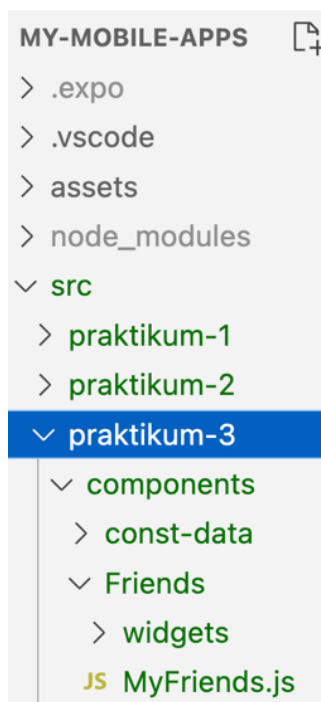 MY-MOBILE-APPS
.expo
.vscode
assets
node_modules
src
praktikum-1
praktikum-2
praktikum-3
components
const-data
Friends
widgets
JS MyFriends.js